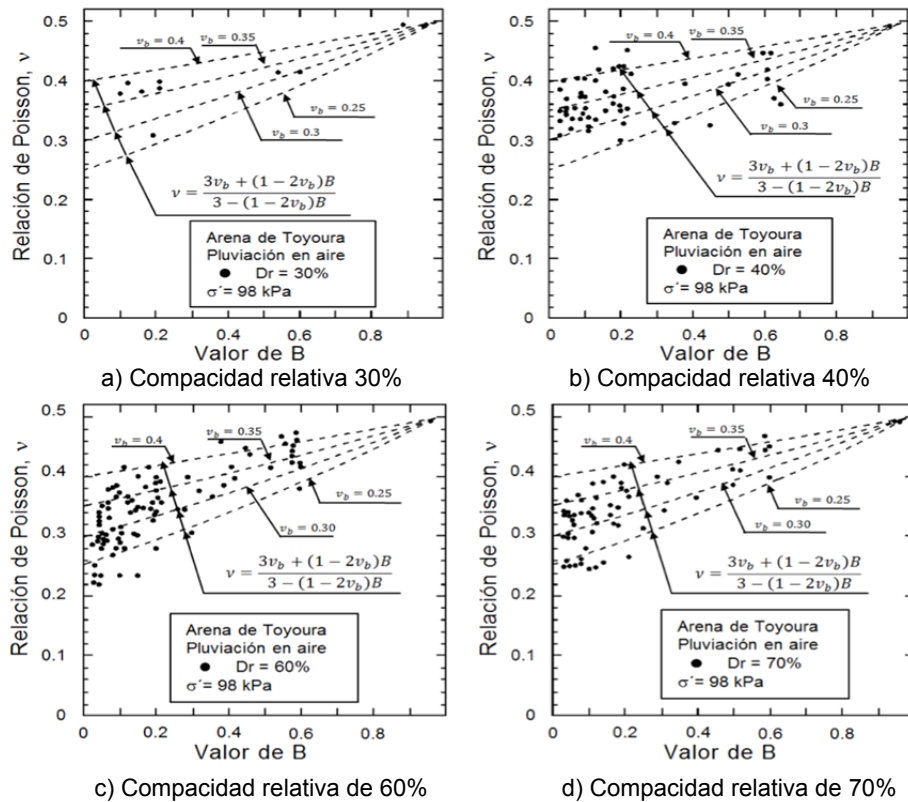 0.5
0.4
0.3
0.2
0.1
0
Relación de Poisson, ν
v_b = 0.4
v_b = 0.35
v_b = 0.25
v_b = 0.3
ν = \frac{3v_b + (1 − 2v_b)B}{3 − (1 − 2v_b)B}
Arena de Toyoura
Pluviación en aire
● Dr = 30%
σ´= 98 kPa
0 0.2 0.4 0.6 0.8
Valor de B
a) Compacidad relativa 30%
0.5
0.4
0.3
0.2
0.1
0
Relación de Poisson, ν
v_b = 0.4
v_b = 0.35
v_b = 0.25
v_b = 0.3
ν = \frac{3v_b + (1 − 2v_b)B}{3 − (1 − 2v_b)B}
Arena de Toyoura
Pluviación en aire
● Dr = 40%
σ´= 98 kPa
0 0.2 0.4 0.6 0.8
Valor de B
b) Compacidad relativa 40%
0.5
0.4
0.3
0.2
0.1
0
Relación de Poisson, ν
v_b = 0.4
v_b = 0.35
v_b = 0.25
v_b = 0.30
ν = \frac{3v_b + (1 − 2v_b)B}{3 − (1 − 2v_b)B}
Arena de Toyoura
Pluviación en aire
● Dr = 60%
σ´= 98 kPa
0 0.2 0.4 0.6 0.8
Valor de B
c) Compacidad relativa de 60%
0.5
0.4
0.3
0.2
0.1
0
Relación de Poisson, ν
v_b = 0.4
v_b = 0.35
v_b = 0.25
v_b = 0.30
ν = \frac{3v_b + (1 − 2v_b)B}{3 − (1 − 2v_b)B}
Arena de Toyoura
Pluviación en aire
● Dr = 70%
σ´= 98 kPa
0 0.2 0.4 0.6 0.8
Valor de B
d) Compacidad relativa de 70%